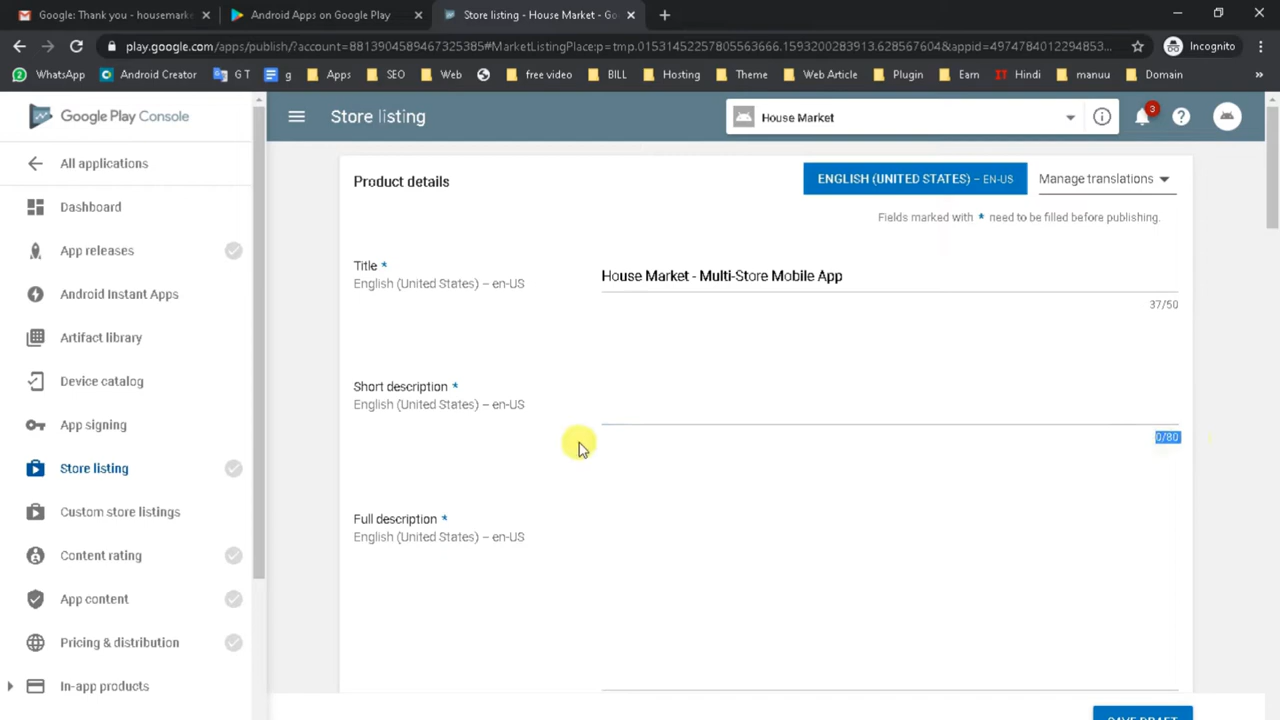 Google: Thank you - housemarke
Android Apps on Google Play
Store listing - House Market - Go
play.google.com/apps/publish/?account=8813904589467325385#MarketListingPlace:p=tmp.01531452257805563666.1593200283913.628567604&appid=4974784012294853...
Incognito
WhatsApp
Android Creator
G T
g
Apps
SEO
Web
free video
BILL
Hosting
Theme
Web Article
Plugin
Earn
IT Hindi
manuu
Domain
»
Google Play Console
Store listing
House Market
3
All applications
Dashboard
App releases
Android Instant Apps
Artifact library
Device catalog
App signing
Store listing
Custom store listings
Content rating
App content
Pricing & distribution
In-app products
Product details
ENGLISH (UNITED STATES) – EN-US
Manage translations
Fields marked with * need to be filled before publishing.
Title *
English (United States) – en-US
House Market - Multi-Store Mobile App
37/50
Short description *
English (United States) – en-US
0/80
Full description *
English (United States) – en-US
SAVE DRAFT